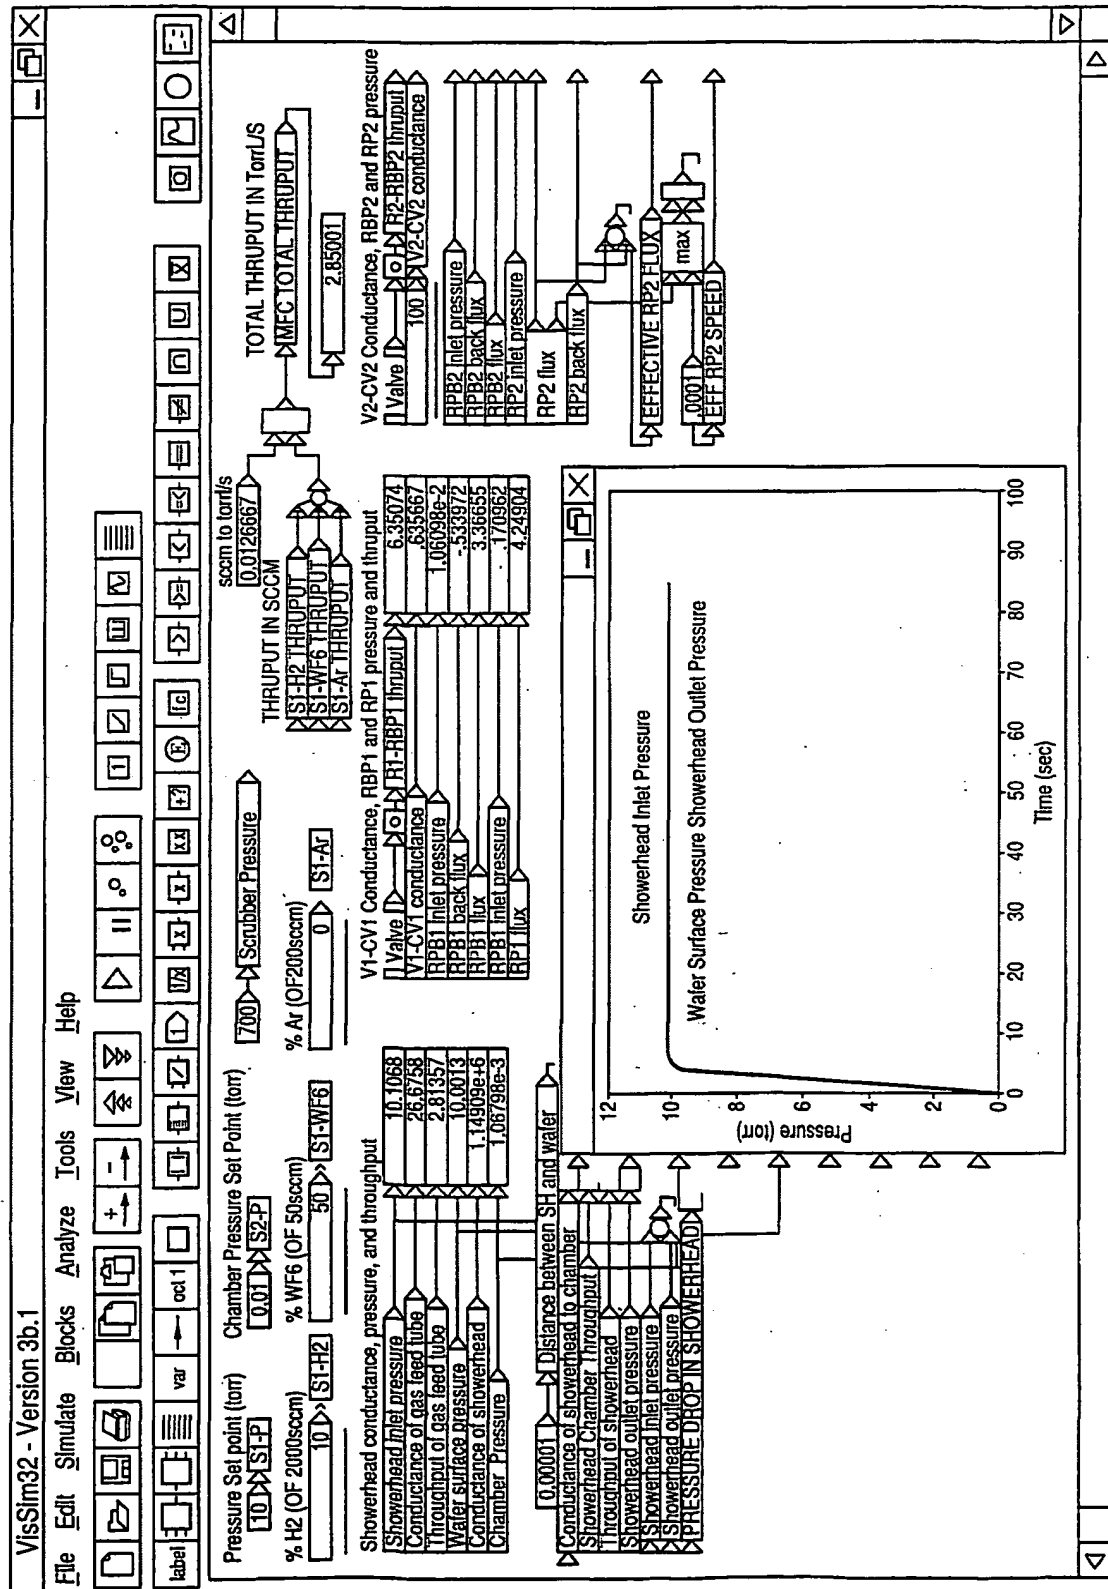 VisSim32 - Version 3b.1
File Edit Simulate Blocks Analyze Tools View Help
label var oct 1
Pressure Set point (torr)
10 S1-P
Chamber Pressure Set Point (torr)
0.01 S2-P
700 Scrubber Pressure
% H2 (OF 2000sccm)
10 S1-H2
% WF6 (OF 50sccm)
50 S1-WF6
% Ar (OF200sccm)
0 S1-Ar
sccm to torrl/s
0.0126667
THRUPUT IN SCCM
S1-H2 THRUPUT
S1-WF6 THRUPUT
S1-Ar THRUPUT
TOTAL THRUPUT IN TorrL/S
MFC TOTAL THRUPUT
2.85001
Showerhead conductance, pressure, and throughput
Showerhead inlet pressure 10.1068
Conductance of gas feed tube 26.6758
Throughput of gas feed tube 2.81357
Wafer surface pressure 10.0013
Conductance of showerhead 1.14909e+6
Chamber Pressure 1.06798e-3
0.00001 Distance between SH and wafer
Conductance of showerhead to chamber
Showerhead Chamber Throughput
Throughput of showerhead
Showerhead outlet pressure
Showerhead Inlet pressure
Showerhead outlet pressure
PRESSURE DROP IN SHOWERHEAD
V1-CV1 Conductance, RBP1 and RP1 pressure and thruput
Valve R1-RBP1 thruput 6.35074
V1-CV1 conductance .635667
RPB1 inlet pressure 1.06098e-2
RPB1 back flux -.533972
RPB1 flux 3.36655
RPB1 inlet pressure .170962
RP1 flux 4.24904
V2-CV2 Conductance, RBP2 and RP2 pressure
Valve R2-RBP2 thruput
100 V2-CV2 conductance
RPB2 inlet pressure
RPB2 back flux
RPB2 flux
RP2 inlet pressure
RP2 flux
RP2 back flux
EFFECTIVE RP2 FLUX
.0001 max
EFF RP2 SPEED
Showerhead Inlet Pressure
Wafer Surface Pressure Showerhead Outlet Pressure
Pressure (torr)
12
10
8
6
4
2
0
0 10 20 30 40 50 60 70 80 90 100
Time (sec)